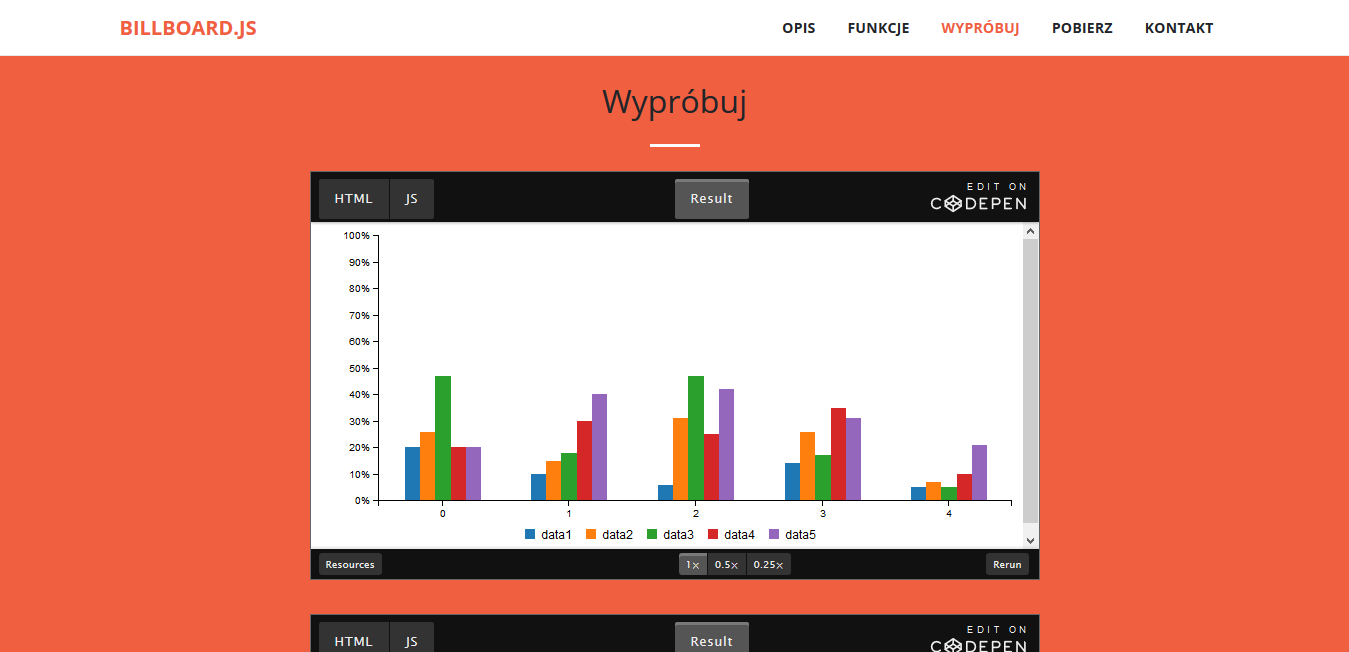 BILLBOARD.JS OPIS FUNKCJE WYPRÓBUJ POBIERZ KONTAKT
Wypróbuj
HTML JS Result EDIT ON
CODEPEN
100%
90%
80%
70%
60%
50%
40%
30%
20%
10%
0%
0 1 2 3 4
data1 data2 data3 data4 data5
Resources 1× 0.5× 0.25× Rerun
HTML JS Result EDIT ON
CODEPEN